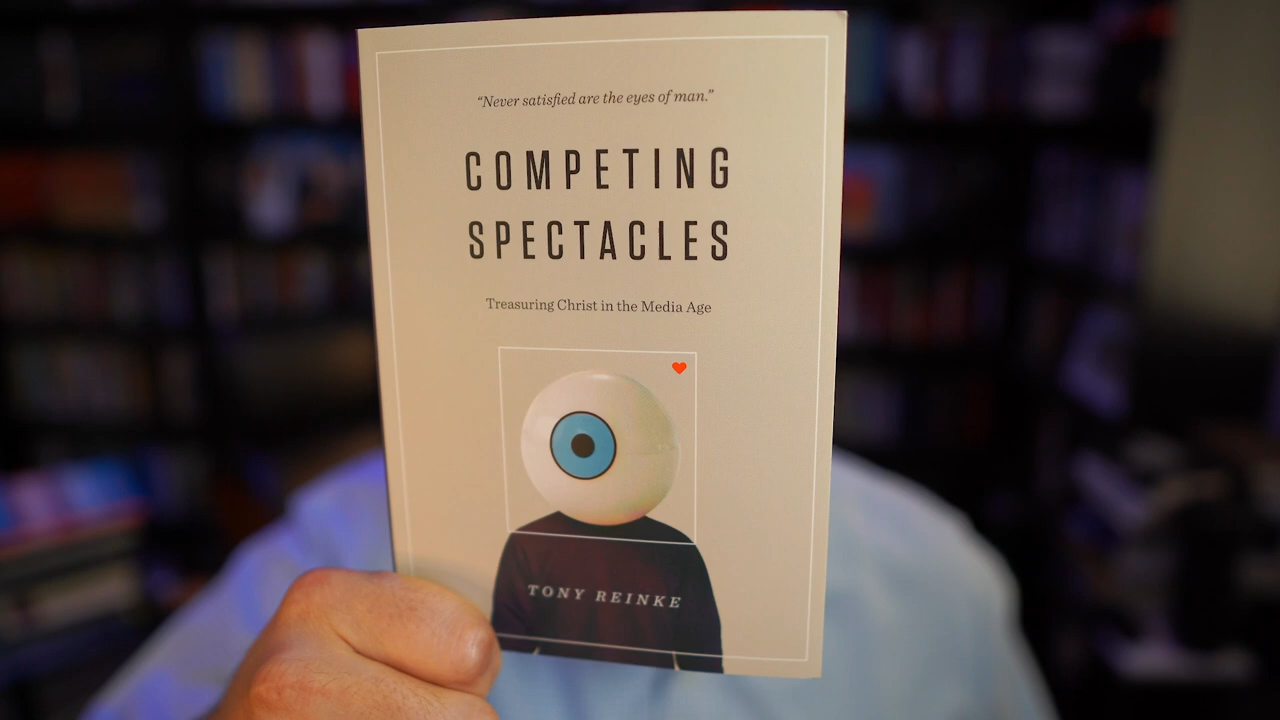 “Never satisfied are the eyes of man.”
COMPETING
SPECTACLES
Treasuring Christ in the Media Age
TONY REINKE